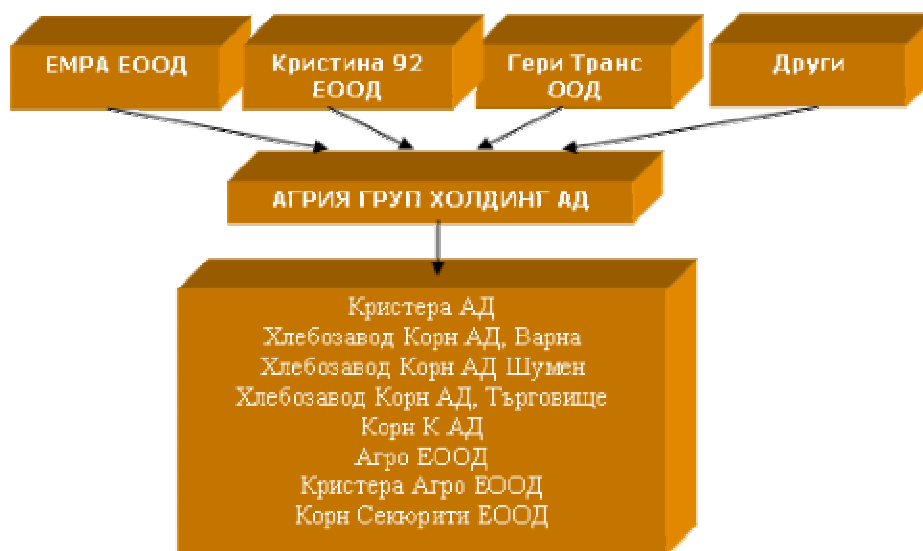 ЕМРА ЕООД
Кристина 92
ЕООД
Гери Транс
ООД
Други
АГРИЯ ГРУП ХОЛДИНГ АД
Кристера АД
Хлебозавод Корн АД, Варна
Хлебозавод Корн АД Шумен
Хлебозавод Корн АД, Търговище
Корн К АД
Агро ЕООД
Кристера Агро ЕООД
Корн Секюрити ЕООД